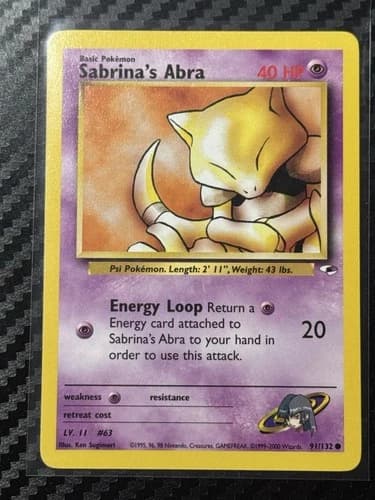 Basic Pokémon
Sabrina's Abra
40 HP
Psi Pokémon. Length: 2' 11", Weight: 43 lbs.
Energy Loop Return a
Energy card attached to
Sabrina's Abra to your hand in
order to use this attack.
20
weakness
resistance
retreat cost
LV. 11 #63
Illus. Ken Sugimori
©1995, 96, 98 Nintendo, Creatures, GAMEFREAK. ©1999-2000 Wizards.
91/132